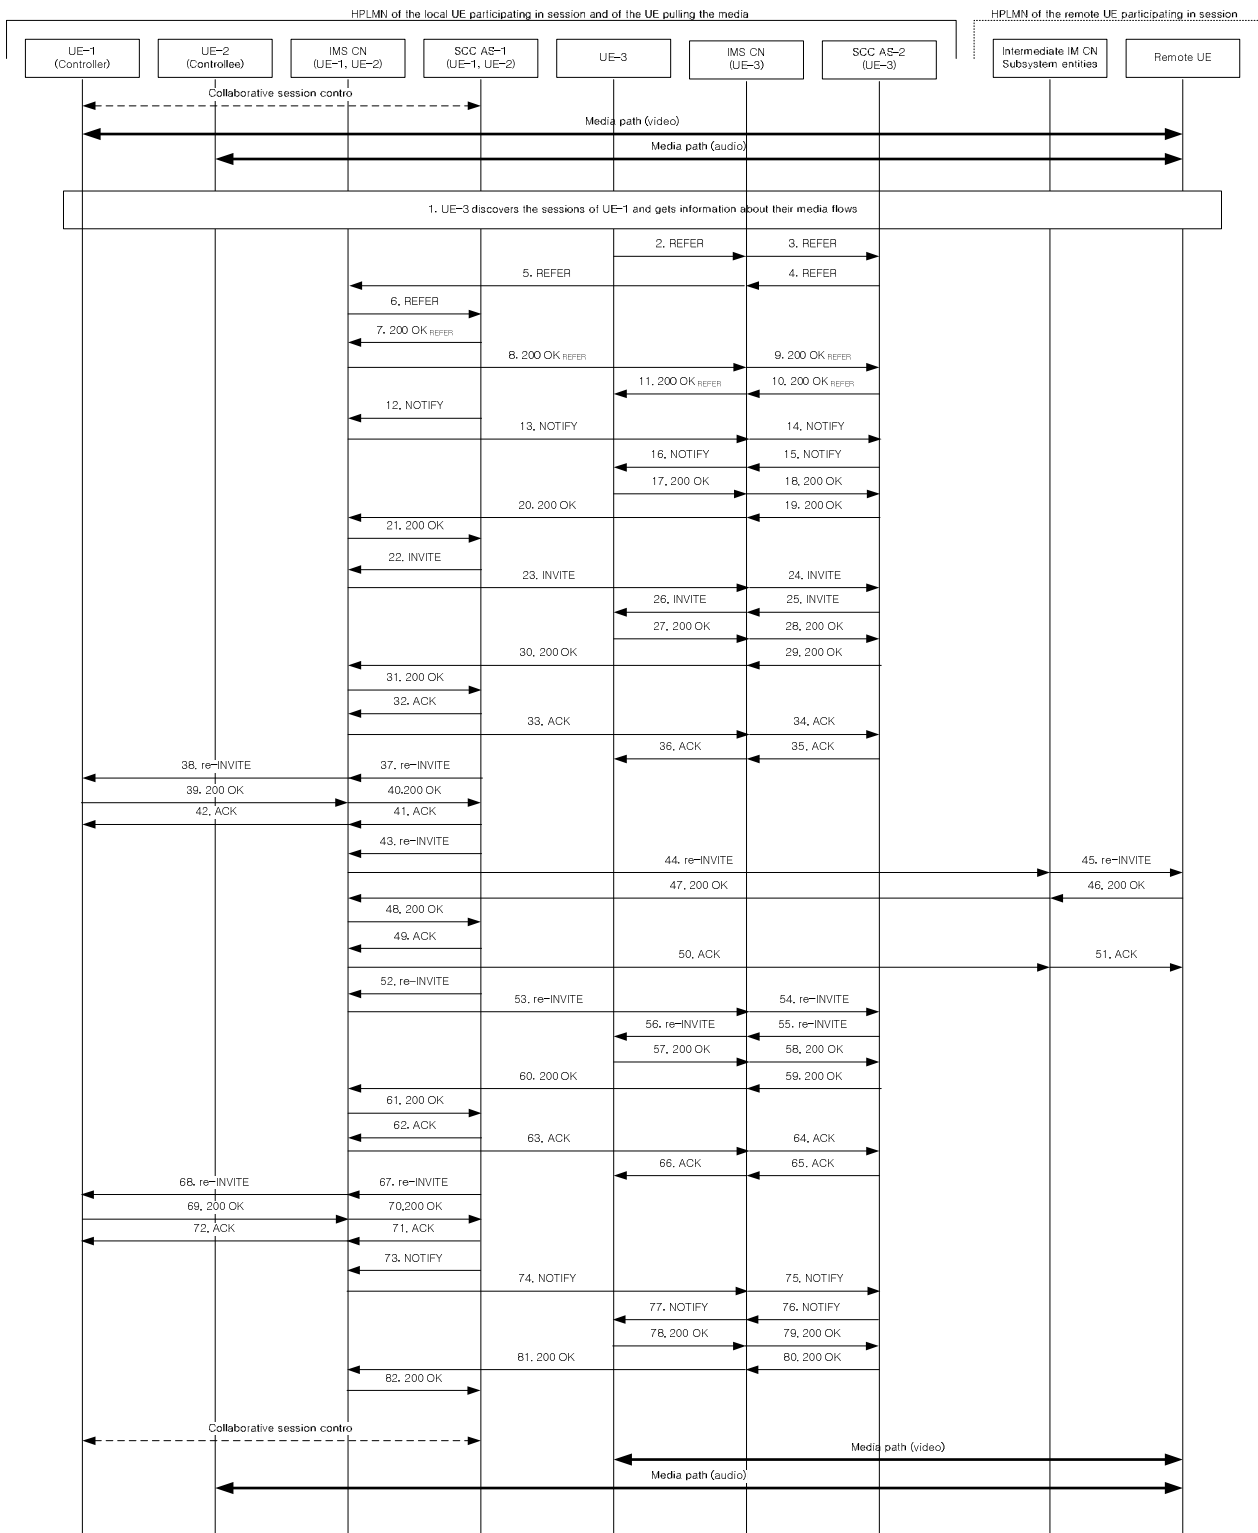 HPLMN of the local UE participating in session and of the UE pulling the media
HPLMN of the remote UE participating in session
UE-1
(Controller)
UE-2
(Controllee)
IMS CN
(UE-1, UE-2)
SCC AS-1
(UE-1, UE-2)
UE-3
IMS CN
(UE-3)
SCC AS-2
(UE-3)
Intermediate IM CN
Subsystem entities
Remote UE
Collaborative session contro
Media path (video)
Media path (audio)
1. UE-3 discovers the sessions of UE-1 and gets information about their media flows
2. REFER
3. REFER
5. REFER
4. REFER
6. REFER
7. 200 OK REFER
8. 200 OK REFER
9. 200 OK REFER
11. 200 OK REFER
10. 200 OK REFER
12. NOTIFY
13. NOTIFY
14. NOTIFY
16. NOTIFY
15. NOTIFY
17. 200 OK
18. 200 OK
20. 200 OK
19. 200 OK
21. 200 OK
22. INVITE
23. INVITE
24. INVITE
26. INVITE
25. INVITE
27. 200 OK
28. 200 OK
30. 200 OK
29. 200 OK
31. 200 OK
32. ACK
33. ACK
34. ACK
36. ACK
35. ACK
38. re-INVITE
37. re-INVITE
39. 200 OK
40.200 OK
42. ACK
41. ACK
43. re-INVITE
44. re-INVITE
45. re-INVITE
47. 200 OK
46. 200 OK
48. 200 OK
49. ACK
50. ACK
51. ACK
52. re-INVITE
53. re-INVITE
54. re-INVITE
56. re-INVITE
55. re-INVITE
57. 200 OK
58. 200 OK
60. 200 OK
59. 200 OK
61. 200 OK
62. ACK
63. ACK
64. ACK
66. ACK
65. ACK
68. re-INVITE
67. re-INVITE
69. 200 OK
70.200 OK
72. ACK
71. ACK
73. NOTIFY
74. NOTIFY
75. NOTIFY
77. NOTIFY
76. NOTIFY
78. 200 OK
79. 200 OK
81. 200 OK
80. 200 OK
82. 200 OK
Collaborative session contro
Media path (video)
Media path (audio)